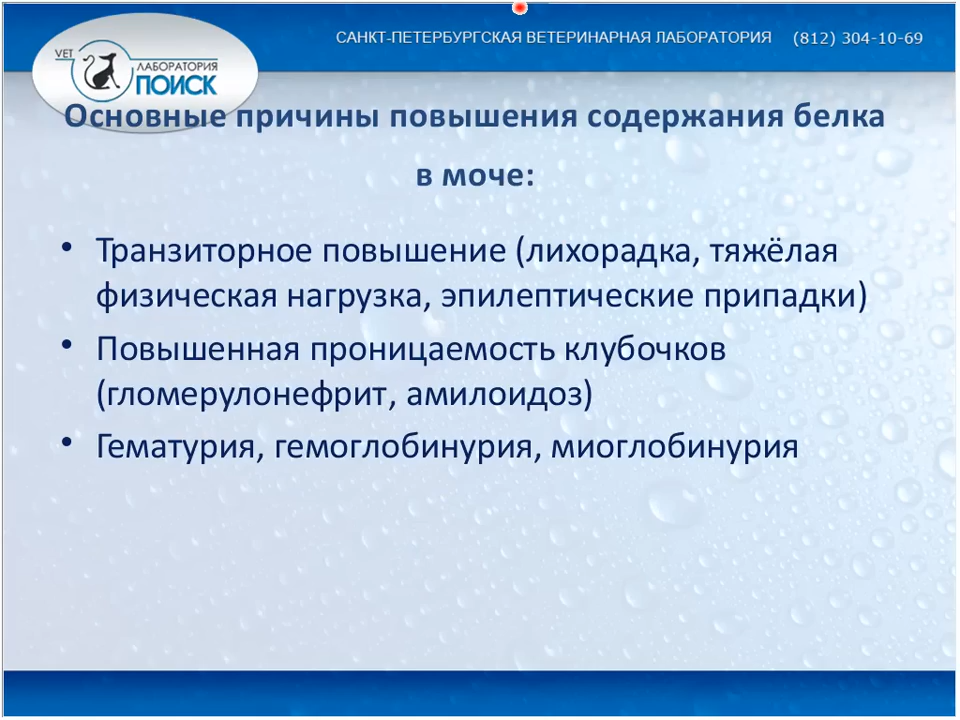 САНКТ-ПЕТЕРБУРГСКАЯ ВЕТЕРИНАРНАЯ ЛАБОРАТОРИЯ (812) 304-10-69
VET
ЛАБОРАТОРИЯ
ПОИСК
Основные причины повышения содержания белка
в моче:
• Транзиторное повышение (лихорадка, тяжёлая
физическая нагрузка, эпилептические припадки)
• Повышенная проницаемость клубочков
(гломерулонефрит, амилоидоз)
• Гематурия, гемоглобинурия, миоглобинурия